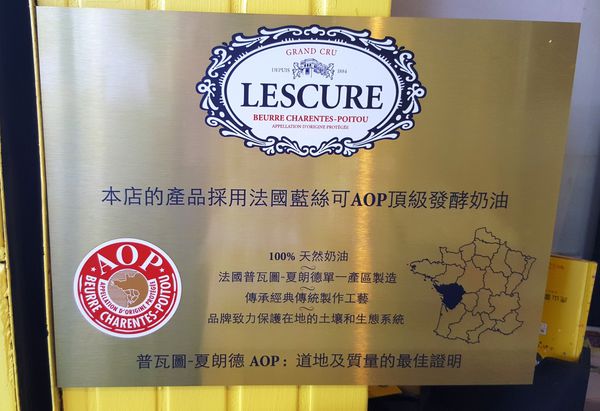 GRAND CRU
DEPUIS 1884
LESCURE
BEURRE CHARENTES-POITOU
APPELLATION D'ORIGINE PROTÉGÉE
本店的產品採用法國藍絲可AOP頂級發酵奶油
AOP
APPELLATION D'ORIGINE PROTÉGÉE
BEURRE CHARENTES-POITOU
100% 天然奶油
~
法國普瓦圖-夏朗德單一產區製造
~
傳承經典傳統製作工藝
~
品牌致力保護在地的土壤和生態系統
普瓦圖-夏朗德 AOP：道地及質量的最佳證明